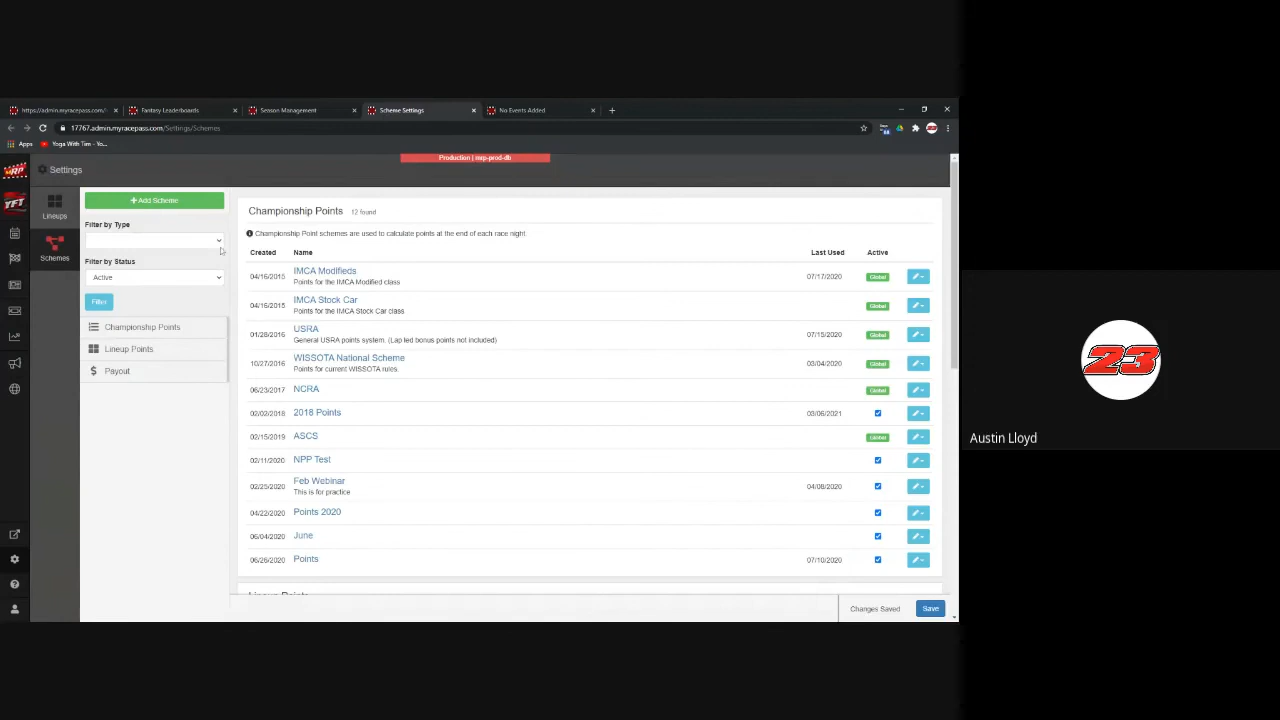 https://admin.myracepass.com/
Fantasy Leaderboards
Season Management
Scheme Settings
No Events Added
17767.admin.myracepass.com/Settings/Schemes
Apps
Yoga With Tim - Yo...
Production | mrp-prod-db
MRP
Settings
TFT
Lineups
Schemes
Add Scheme
Filter by Type
Filter by Status
Active
Filter
Championship Points
Lineup Points
Payout
Championship Points 12 found
Championship Point schemes are used to calculate points at the end of each race night.
Created Name Last Used Active
04/16/2015 IMCA Modifieds 07/17/2020 Global
Points for the IMCA Modified class
04/16/2015 IMCA Stock Car Global
Points for the IMCA Stock Car class
01/28/2016 USRA 07/15/2020 Global
General USRA points system. (Lap led bonus points not included)
10/27/2016 WISSOTA National Scheme 03/04/2020 Global
Points for current WISSOTA rules.
06/23/2017 NCRA Global
02/02/2018 2018 Points 03/06/2021
02/15/2019 ASCS Global
02/11/2020 NPP Test
02/25/2020 Feb Webinar 04/08/2020
This is for practice
04/22/2020 Points 2020
06/04/2020 June
06/26/2020 Points 07/10/2020
Changes Saved
Save
23
Austin Lloyd